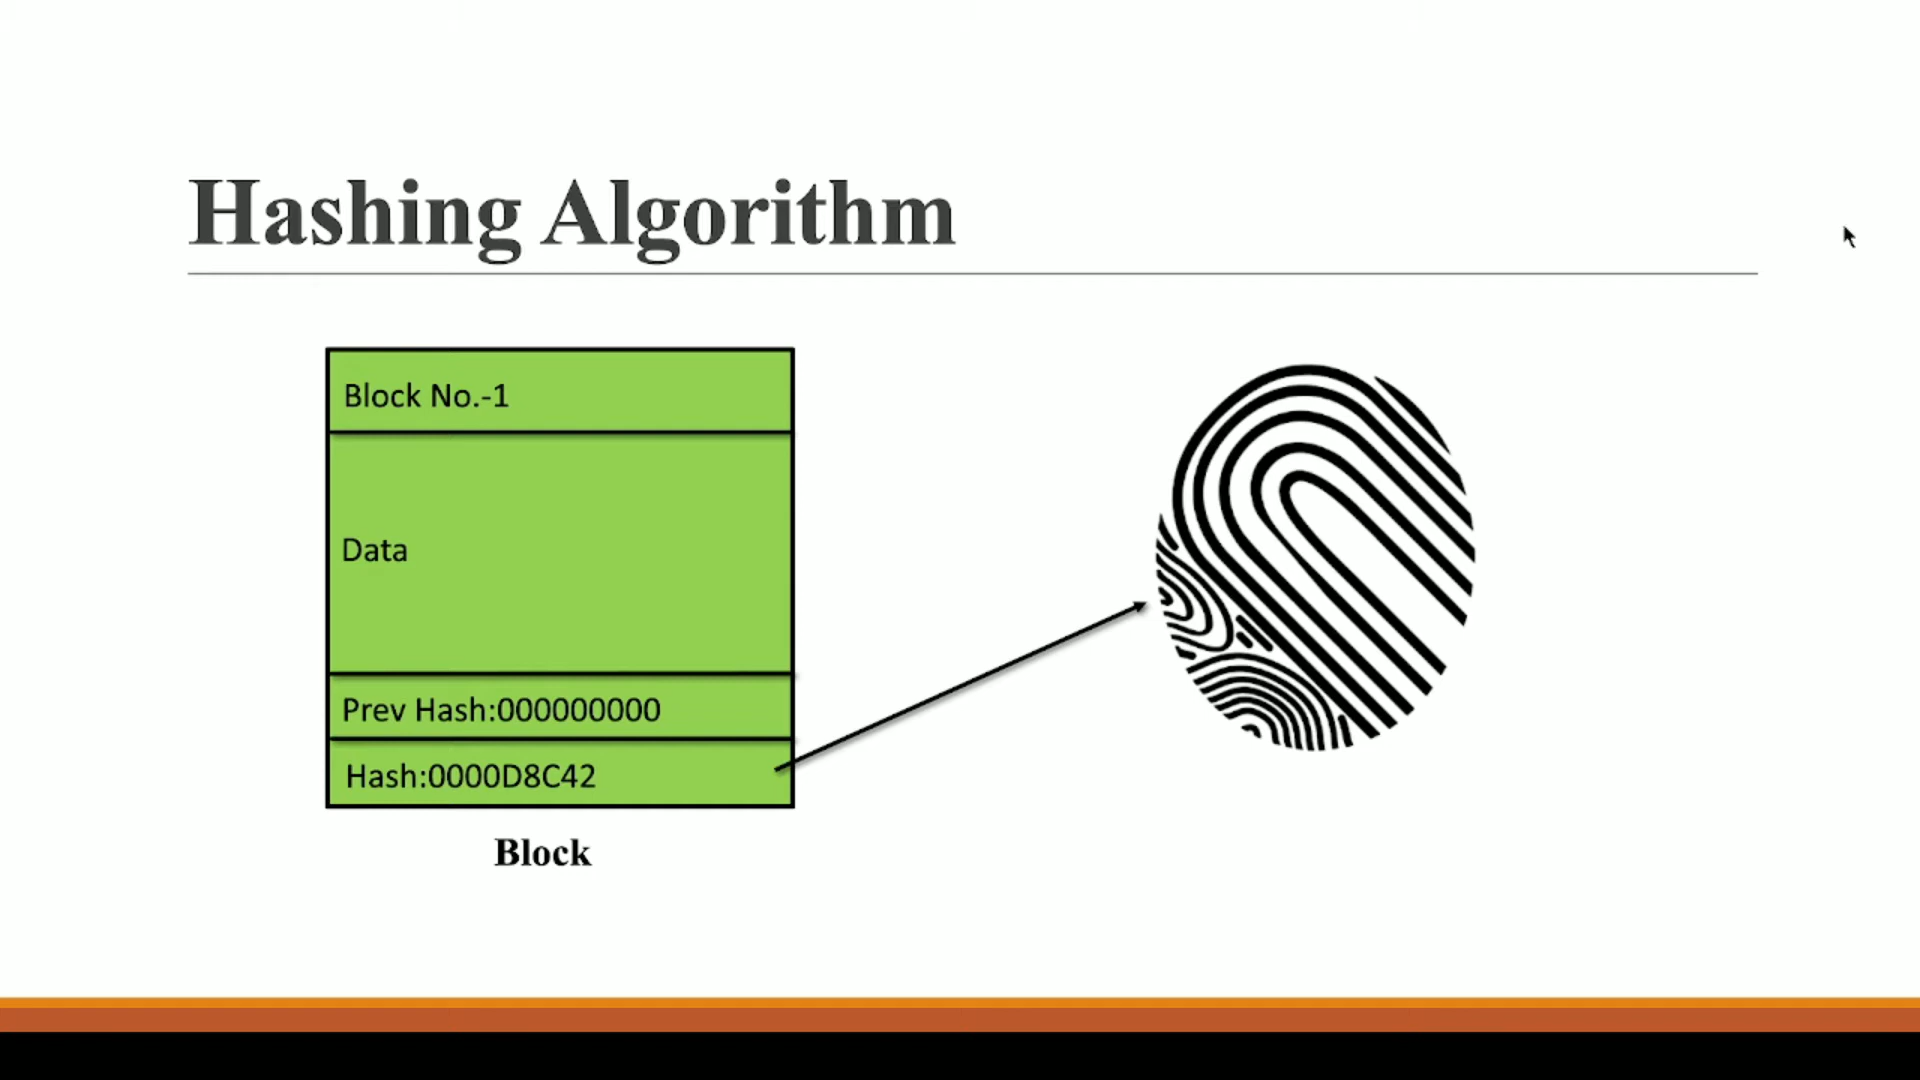 Hashing Algorithm
Block No.-1
Data
Prev Hash:000000000
Hash:0000D8C42
Block